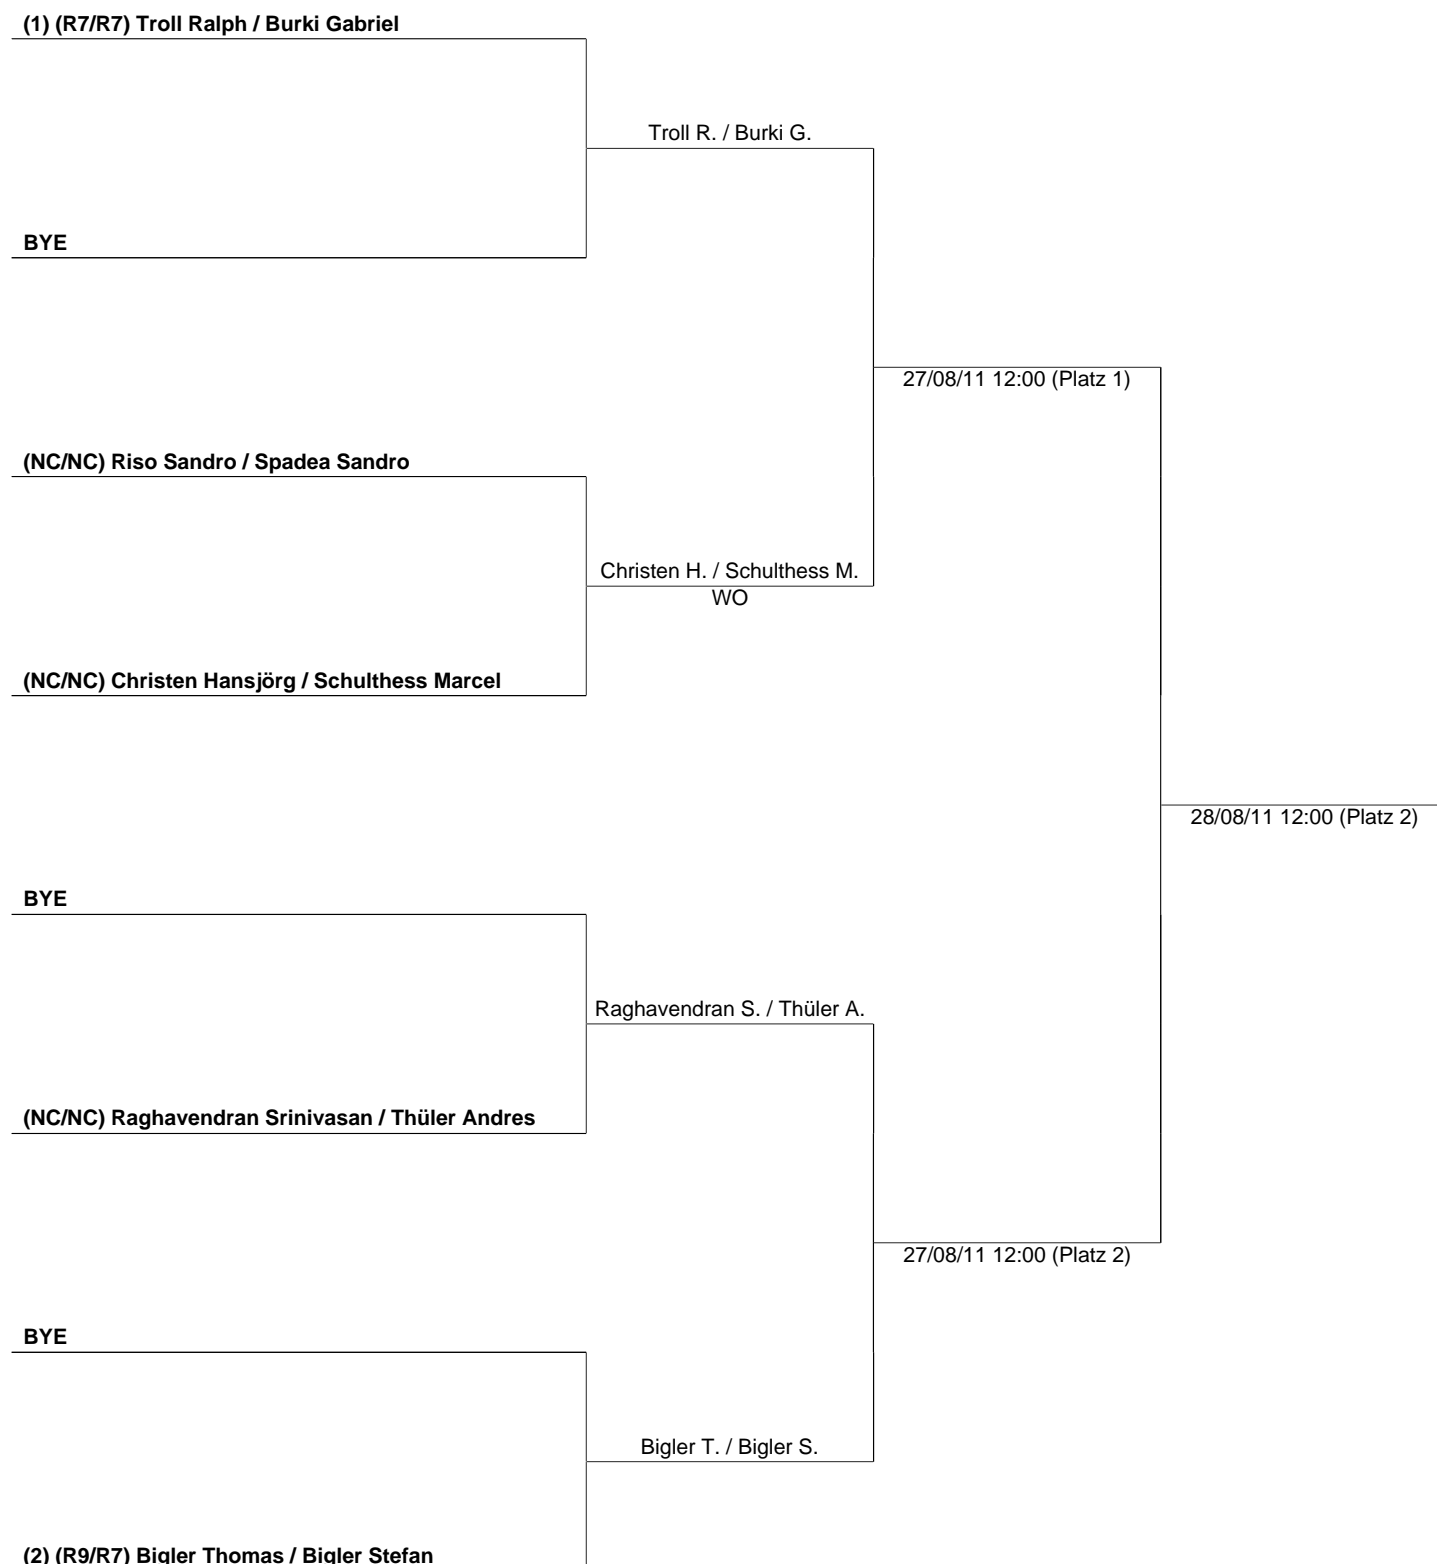 (1) (R7/R7) Troll Ralph / Burki Gabriel
Troll R. / Burki G.
BYE
27/08/11 12:00 (Platz 1)
(NC/NC) Riso Sandro / Spadea Sandro
Christen H. / Schulthess M.
WO
(NC/NC) Christen Hansjörg / Schulthess Marcel
28/08/11 12:00 (Platz 2)
BYE
Raghavendran S. / Thüler A.
(NC/NC) Raghavendran Srinivasan / Thüler Andres
27/08/11 12:00 (Platz 2)
BYE
Bigler T. / Bigler S.
(2) (R9/R7) Bigler Thomas / Bigler Stefan